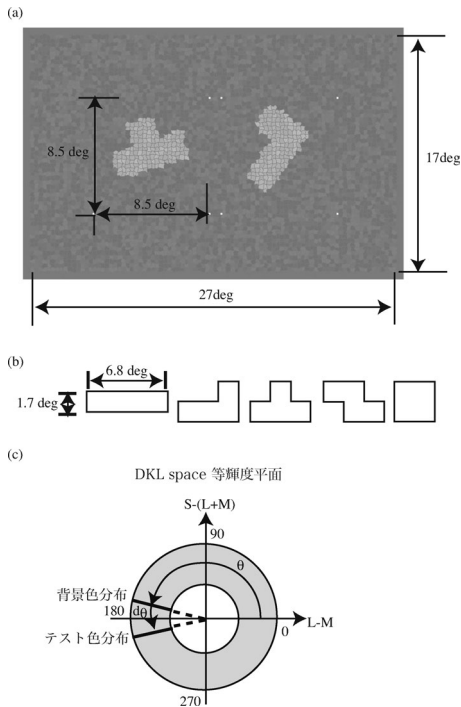 (a)
8.5 deg
8.5 deg
17deg
27deg
(b)
6.8 deg
1.7 deg
(c)
DKL space 等輝度平面
S-(L+M)
90
θ
背景色分布
180
dθ
テスト色分布
L-M
0
270